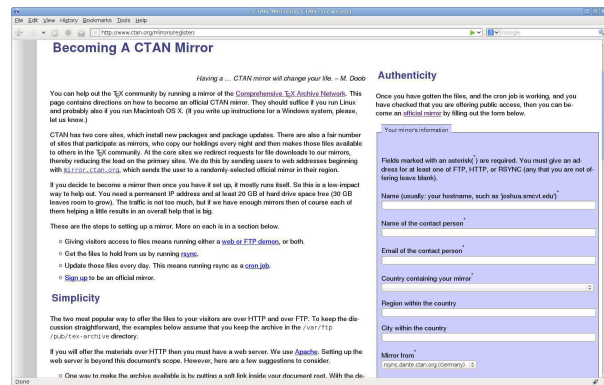 CTAN: Mirroring CTAN - Iceweasel
File Edit View History Bookmarks Tools Help
http://www.ctan.org/mirrors/register/
Google
Becoming A CTAN Mirror
Having a … CTAN mirror will change your life. – M. Doob
You can help out the TEX community by running a mirror of the Comprehensive TEX Archive Network. This
page contains directions on how to become an official CTAN mirror. They should suffice if you run Linux
and probably also if you run Macintosh OS X. (If you write up instructions for a Windows system, please,
let us know.)
CTAN has two core sites, which install new packages and package updates. There are also a fair number
of sites that participate as mirrors, who copy our holdings every night and then makes those files available
to others in the TEX community. At the core sites we redirect requests for file downloads to our mirrors,
thereby reducing the load on the primary sites. We do this by sending users to web addresses beginning
with mirror.ctan.org, which sends the user to a randomly-selected official mirror in their region.
If you decide to become a mirror then once you have it set up, it mostly runs itself. So this is a low-impact
way to help out. You need a permanent IP address and at least 20 GB of hard drive space free (30 GB
leaves room to grow). The traffic is not too much, but if we have enough mirrors then of course each of
them helping a little results in an overall help that is big.
These are the steps to setting up a mirror. More on each is in a section below.
Giving visitors access to files means running either a web or FTP demon, or both.
Get the files to hold from us by running rsync.
Update those files every day. This means running rsync as a cron job.
Sign up to be an official mirror.
Simplicity
The two most popular way to offer the files to your visitors are over HTTP and over FTP. To keep the dis-
cussion straightforward, the examples below assume that you keep the archive in the /var/ftp
/pub/tex-archive directory.
If you will offer the materials over HTTP then you must have a web server. We use Apache. Setting up the
web server is beyond this document's scope. However, here are a few suggestions to consider.
One way to make the archive available is by putting a soft link inside your document root. With the de-
Authenticity
Once you have gotten the files, and the cron job is working, and you
have checked that you are offering public access, then you can be-
come an official mirror by filling out the form below.
Your mirror's information
Fields marked with an asterisk(*) are required. You must give an ad-
dress for at least one of FTP, HTTP, or RSYNC (any that you are not of-
fering leave blank).
Name (usually: your hostname, such as 'joshua.smcvt.edu')*
Name of the contact person*
Email of the contact person*
Country containing your mirror*
Region within the country
City within the country
Mirror from*
rsync.dante.ctan.org (Germany)
Done